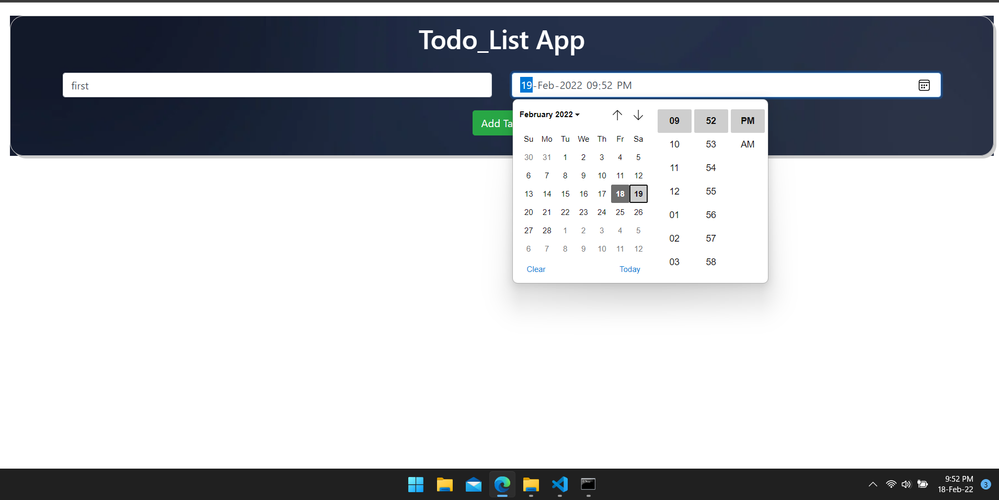 Todo_List App
first
19-Feb-2022 09:52 PM
Add Ta
February 2022
Su Mo Tu We Th Fr Sa
30 31 1 2 3 4 5
6 7 8 9 10 11 12
13 14 15 16 17 18 19
20 21 22 23 24 25 26
27 28 1 2 3 4 5
6 7 8 9 10 11 12
Clear Today
09 52 PM
10 53 AM
11 54
12 55
01 56
02 57
03 58
9:52 PM
18-Feb-22
3